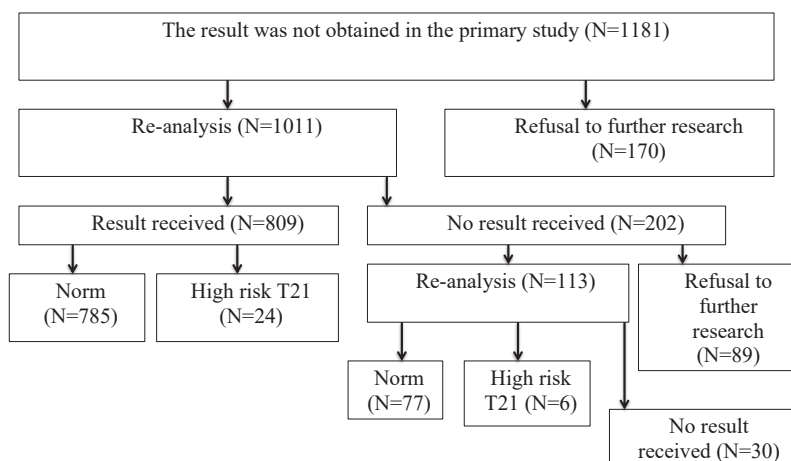 The result was not obtained in the primary study (N=1181)
Re-analysis (N=1011)
Refusal to further research
(N=170)
Result received (N=809)
No result received (N=202)
Norm
(N=785)
High risk T21
(N=24)
Re-analysis (N=113)
Refusal to
further
research
(N=89)
Norm
(N=77)
High risk
T21 (N=6)
No result
received (N=30)